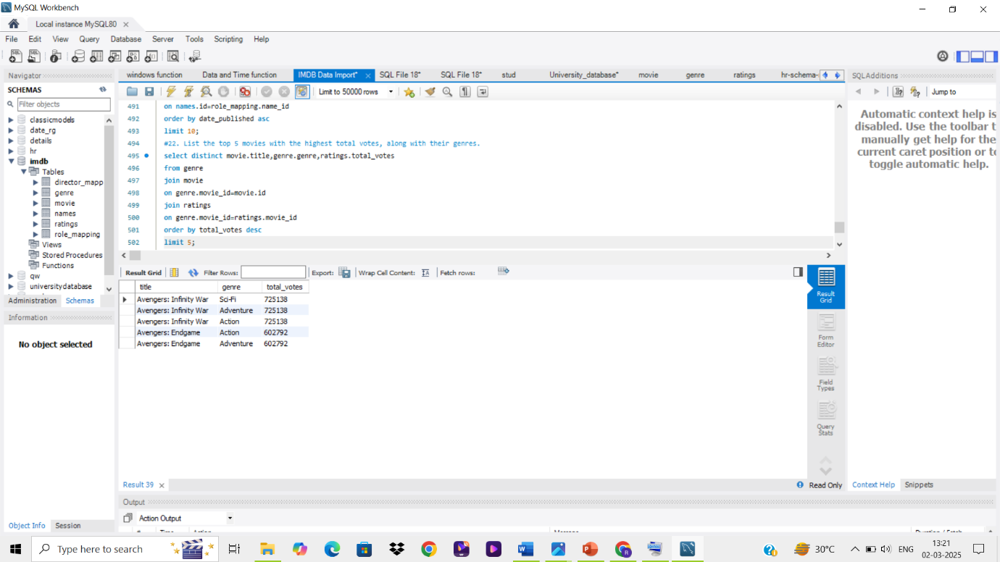 MySQL Workbench
Local instance MySQL80
File Edit View Query Database Server Tools Scripting Help
Navigator
SCHEMAS
Filter objects
classicmodels
date_rg
details
hr
imdb
Tables
director_mapp
genre
movie
names
ratings
role_mapping
Views
Stored Procedures
Functions
qw
universitydatabase
Administration Schemas
Information
No object selected
Object Info Session
windows function Data and Time function IMDB Data Import* SQL File 18* SQL File 18* stud University_database* movie genre ratings hr-schema-
Limit to 50000 rows
491 on names.id=role_mapping.name_id
492 order by date_published asc
493 limit 10;
494 #22. List the top 5 movies with the highest total votes, along with their genres.
495 select distinct movie.title,genre.genre,ratings.total_votes
496 from genre
497 join movie
498 on genre.movie_id=movie.id
499 join ratings
500 on genre.movie_id=ratings.movie_id
501 order by total_votes desc
502 limit 5;
Result Grid Filter Rows: Export: Wrap Cell Content: Fetch rows:
title genre total_votes
Avengers: Infinity War Sci-Fi 725138
Avengers: Infinity War Adventure 725138
Avengers: Infinity War Action 725138
Avengers: Endgame Action 602792
Avengers: Endgame Adventure 602792
Result
Grid
Form
Editor
Field
Types
Query
Stats
Result 39
Read Only
Output
Action Output
SQLAdditions
Jump to
Automatic context help is
disabled. Use the toolbar t
manually get help for the
current caret position or to
toggle automatic help.
Context Help Snippets
Type here to search
30°C
ENG
13:21
02-03-2025